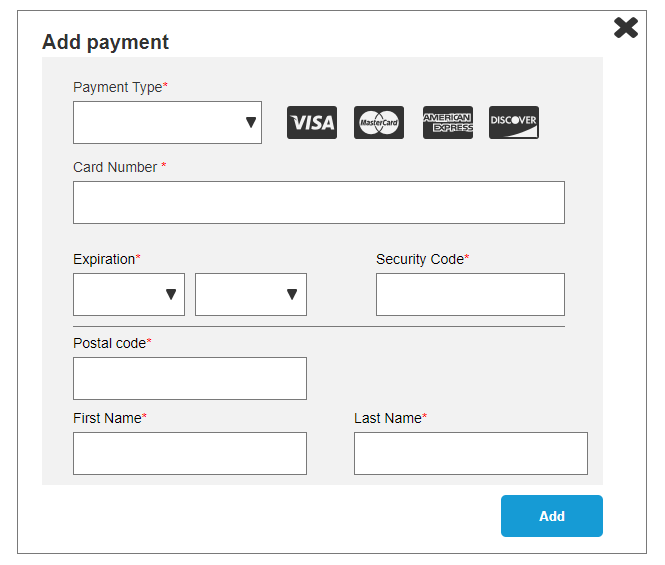 Add payment
Payment Type*
VISA MasterCard AMERICAN EXPRESS DISCOVER
Card Number *
Expiration* Security Code*
Postal code*
First Name* Last Name*
Add